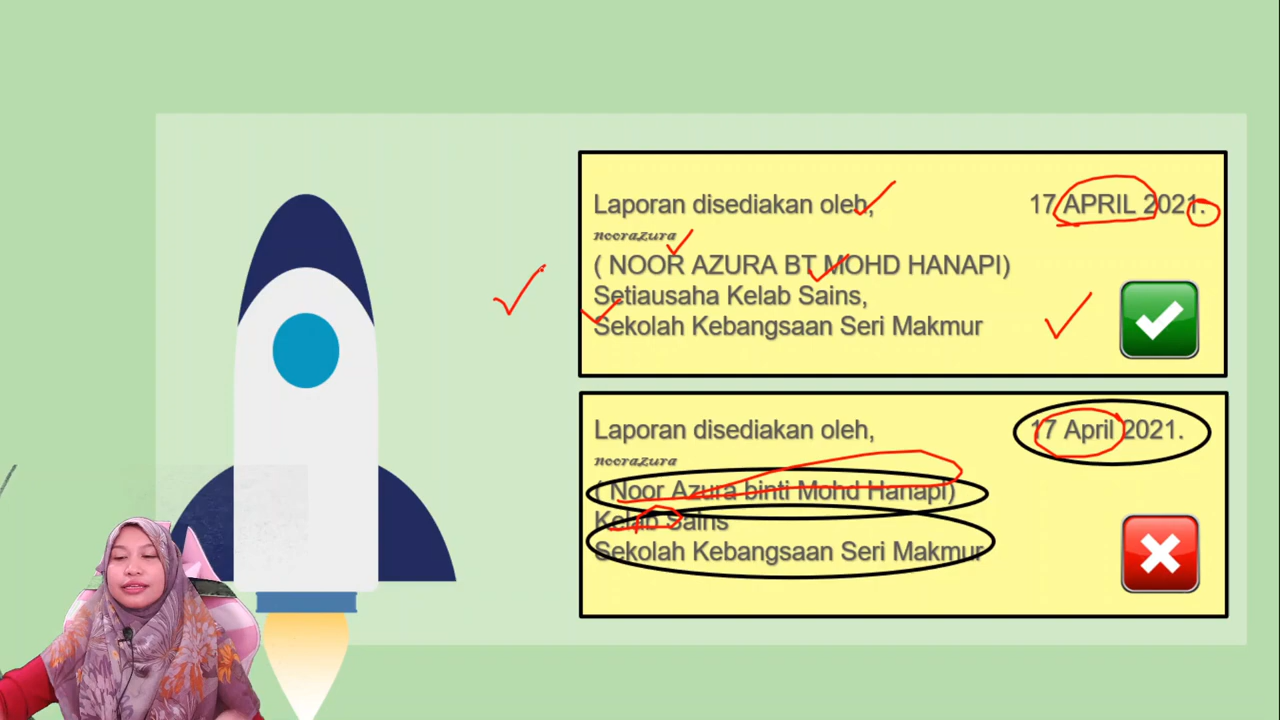 Laporan disediakan oleh, 17 APRIL 2021.
noorazura
( NOOR AZURA BT MOHD HANAPI)
Setiausaha Kelab Sains,
Sekolah Kebangsaan Seri Makmur
Laporan disediakan oleh, 17 April 2021.
noorazura
( Noor Azura binti Mohd Hanapi)
Kelab Sains
Sekolah Kebangsaan Seri Makmur